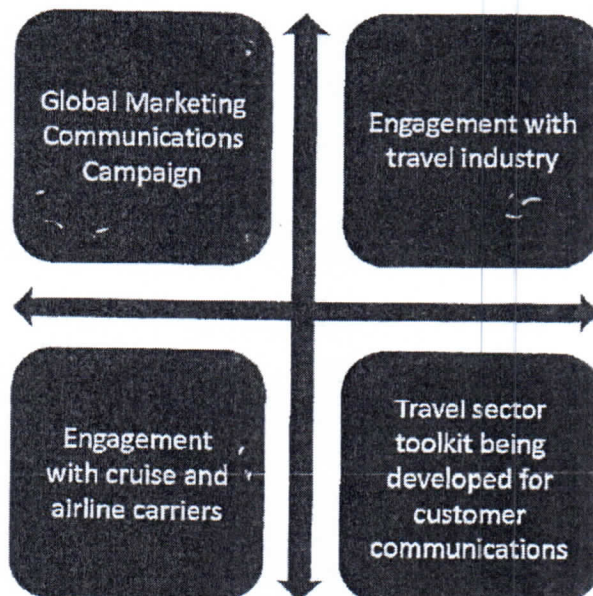 Global Marketing
Communications
Campaign
Engagement with
travel industry
Engagement
with cruise and
airline carriers
Travel sector
toolkit being
developed for
customer
communications